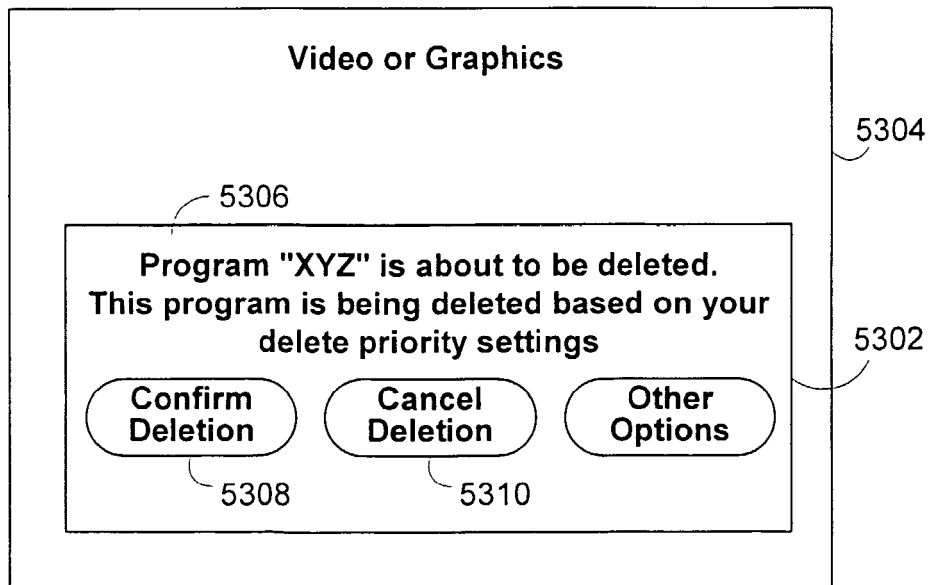 Video or Graphics
5304
5306
Program "XYZ" is about to be deleted.
This program is being deleted based on your
delete priority settings
5302
Confirm
Deletion
Cancel
Deletion
Other
Options
5308
5310